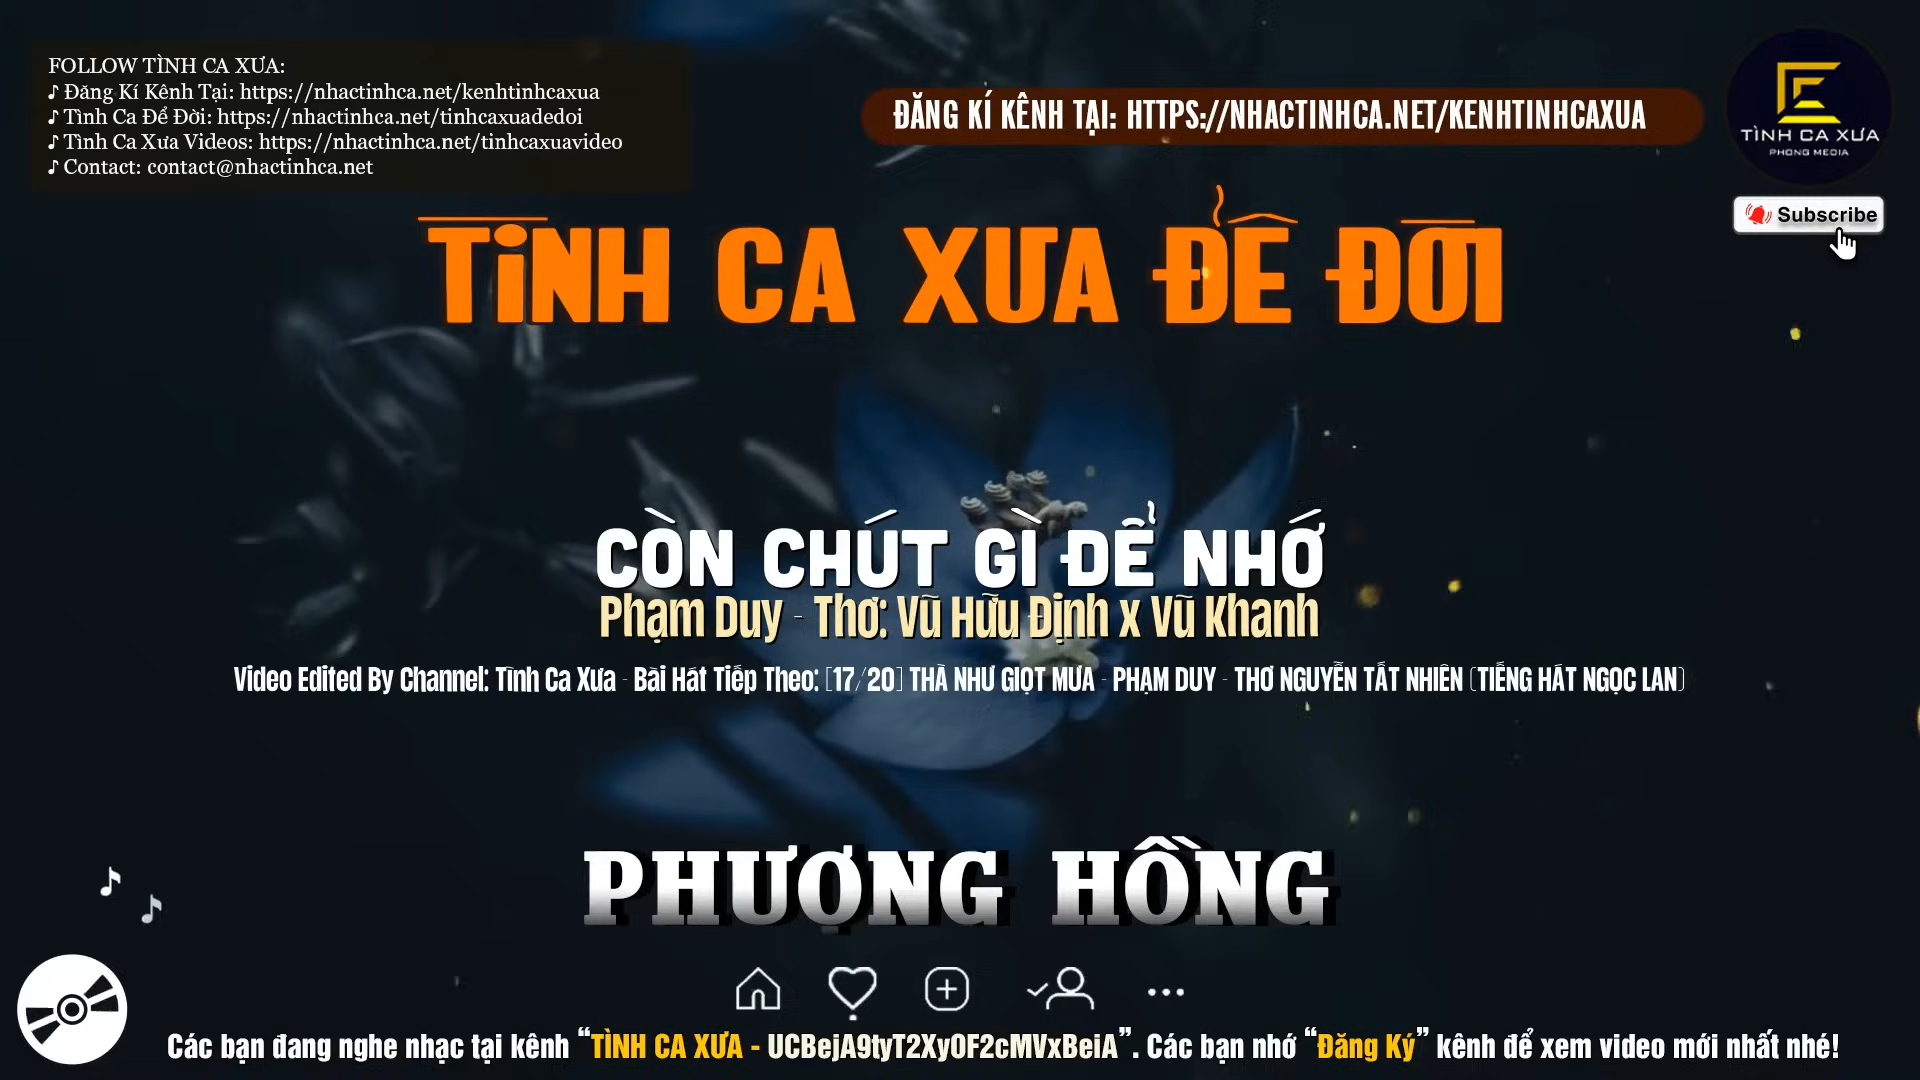 FOLLOW TÌNH CA XƯA:
♪ Đăng Kí Kênh Tại: https://nhactinhca.net/kenhtinhcaxua
♪ Tình Ca Để Đời: https://nhactinhca.net/tinhcaxuadedoi
♪ Tình Ca Xưa Videos: https://nhactinhca.net/tinhcaxuavideo
♪ Contact: contact@nhactinhca.net
ĐĂNG KÍ KÊNH TẠI: HTTPS://NHACTINHCA.NET/KENHTINHCAXUA
TÌNH CA XƯA
PHONG MEDIA
Subscribe
TÌNH CA XƯA ĐỂ ĐỜI
CÒN CHÚT GÌ ĐỂ NHỚ
Phạm Duy - Thơ: Vũ Hữu Định x Vũ Khanh
Video Edited By Channel: Tình Ca Xưa - Bài Hát Tiếp Theo: [17/20] THÀ NHƯ GIỌT MƯA - PHẠM DUY - THƠ NGUYỄN TẤT NHIÊN (TIẾNG HÁT NGỌC LAN)
PHƯỢNG HỒNG
Các bạn đang nghe nhạc tại kênh “TÌNH CA XƯA - UCBejA9tyT2XyOF2cMVxBeiA”. Các bạn nhớ “Đăng Ký” kênh để xem video mới nhất nhé!